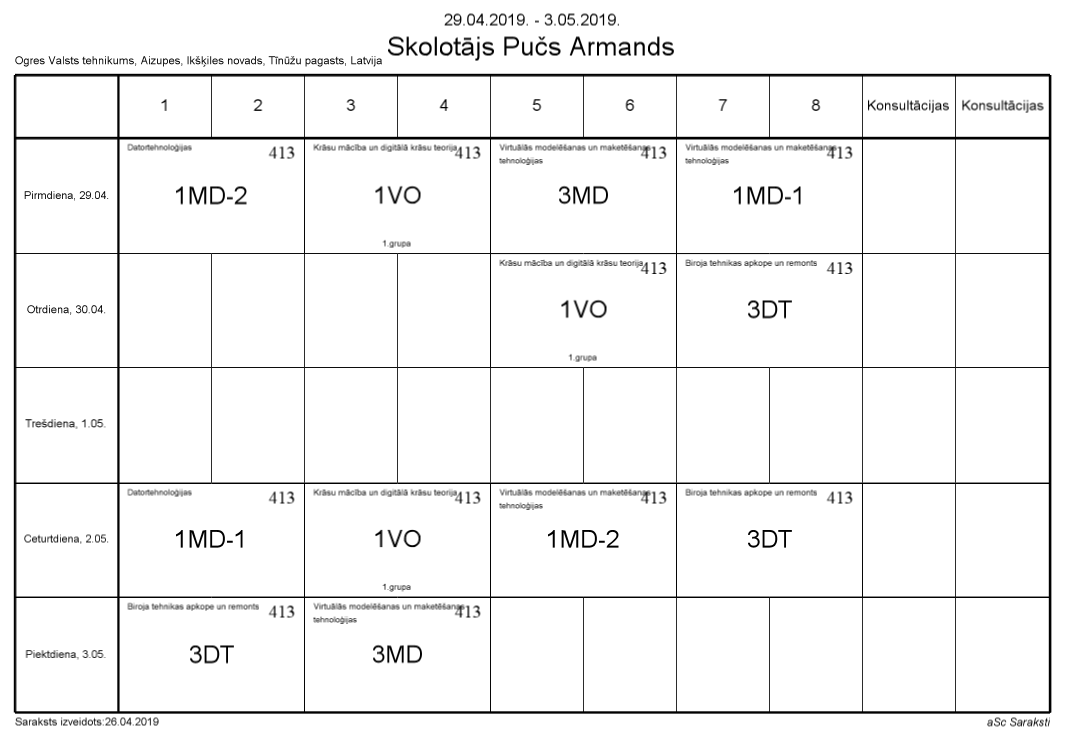 29.04.2019. - 3.05.2019.
Skolotājs Pučs Armands
Ogres Valsts tehnikums, Aizupes, Ikšķiles novads, Tīnūžu pagasts, Latvija
1 2 3 4 5 6 7 8 Konsultācijas Konsultācijas
Pirmdiena, 29.04.
Datortehnoloģijas 413
1MD-2
Krāsu mācība un digitālā krāsu teorija 413
1VO
1.grupa
Virtuālās modelēšanas un maketēšanas 413
tehnoloģijas
3MD
Virtuālās modelēšanas un maketēšanas 413
tehnoloģijas
1MD-1
Otrdiena, 30.04.
Krāsu mācība un digitālā krāsu teorija 413
1VO
1.grupa
Biroja tehnikas apkope un remonts 413
3DT
Trešdiena, 1.05.
Ceturtdiena, 2.05.
Datortehnoloģijas 413
1MD-1
Krāsu mācība un digitālā krāsu teorija 413
1VO
1.grupa
Virtuālās modelēšanas un maketēšanas 413
tehnoloģijas
1MD-2
Biroja tehnikas apkope un remonts 413
3DT
Piektdiena, 3.05.
Biroja tehnikas apkope un remonts 413
3DT
Virtuālās modelēšanas un maketēšanas 413
tehnoloģijas
3MD
Saraksts izveidots:26.04.2019
aSc Saraksti